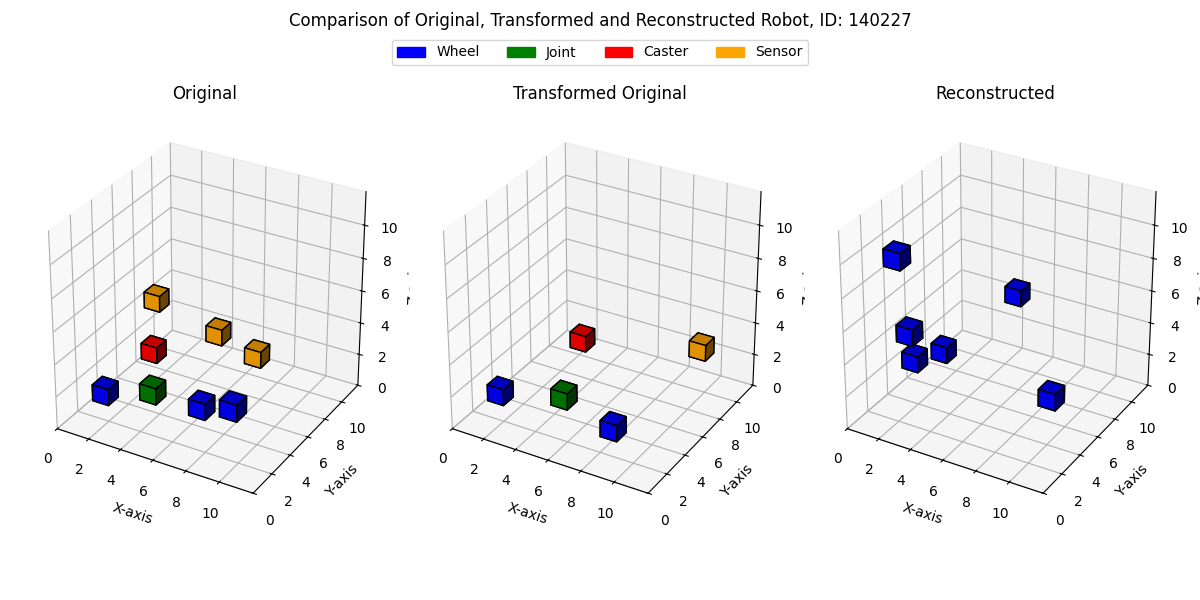 Comparison of Original, Transformed and Reconstructed Robot, ID: 140227
Wheel Joint Caster Sensor
Original
Transformed Original
Reconstructed
0 2 4 6 8 10
X-axis
0 2 4 6 8 10
Y-axis
0 2 4 6 8 10
0 2 4 6 8 10
X-axis
0 2 4 6 8 10
Y-axis
0 2 4 6 8 10
0 2 4 6 8 10
X-axis
0 2 4 6 8 10
Y-axis
0 2 4 6 8 10